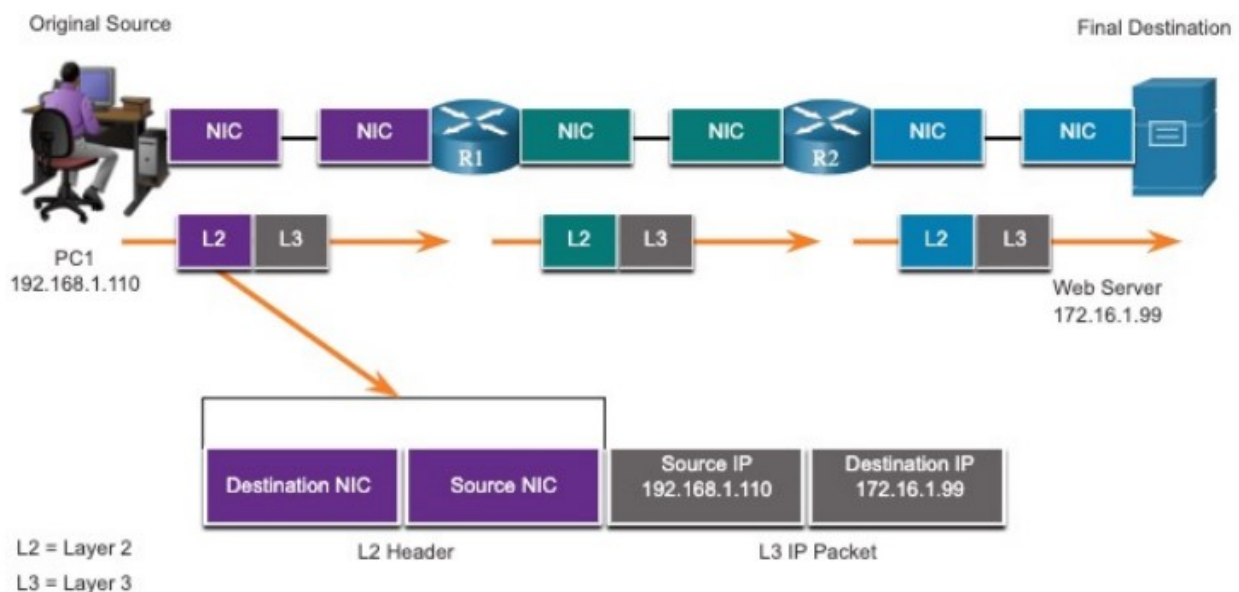 Original Source
Final Destination
NIC
NIC
R1
NIC
NIC
R2
NIC
NIC
L2
L3
L2
L3
L2
L3
PC1
192.168.1.110
Web Server
172.16.1.99
Destination NIC
Source NIC
Source IP
192.168.1.110
Destination IP
172.16.1.99
L2 Header
L3 IP Packet
L2 = Layer 2
L3 = Layer 3